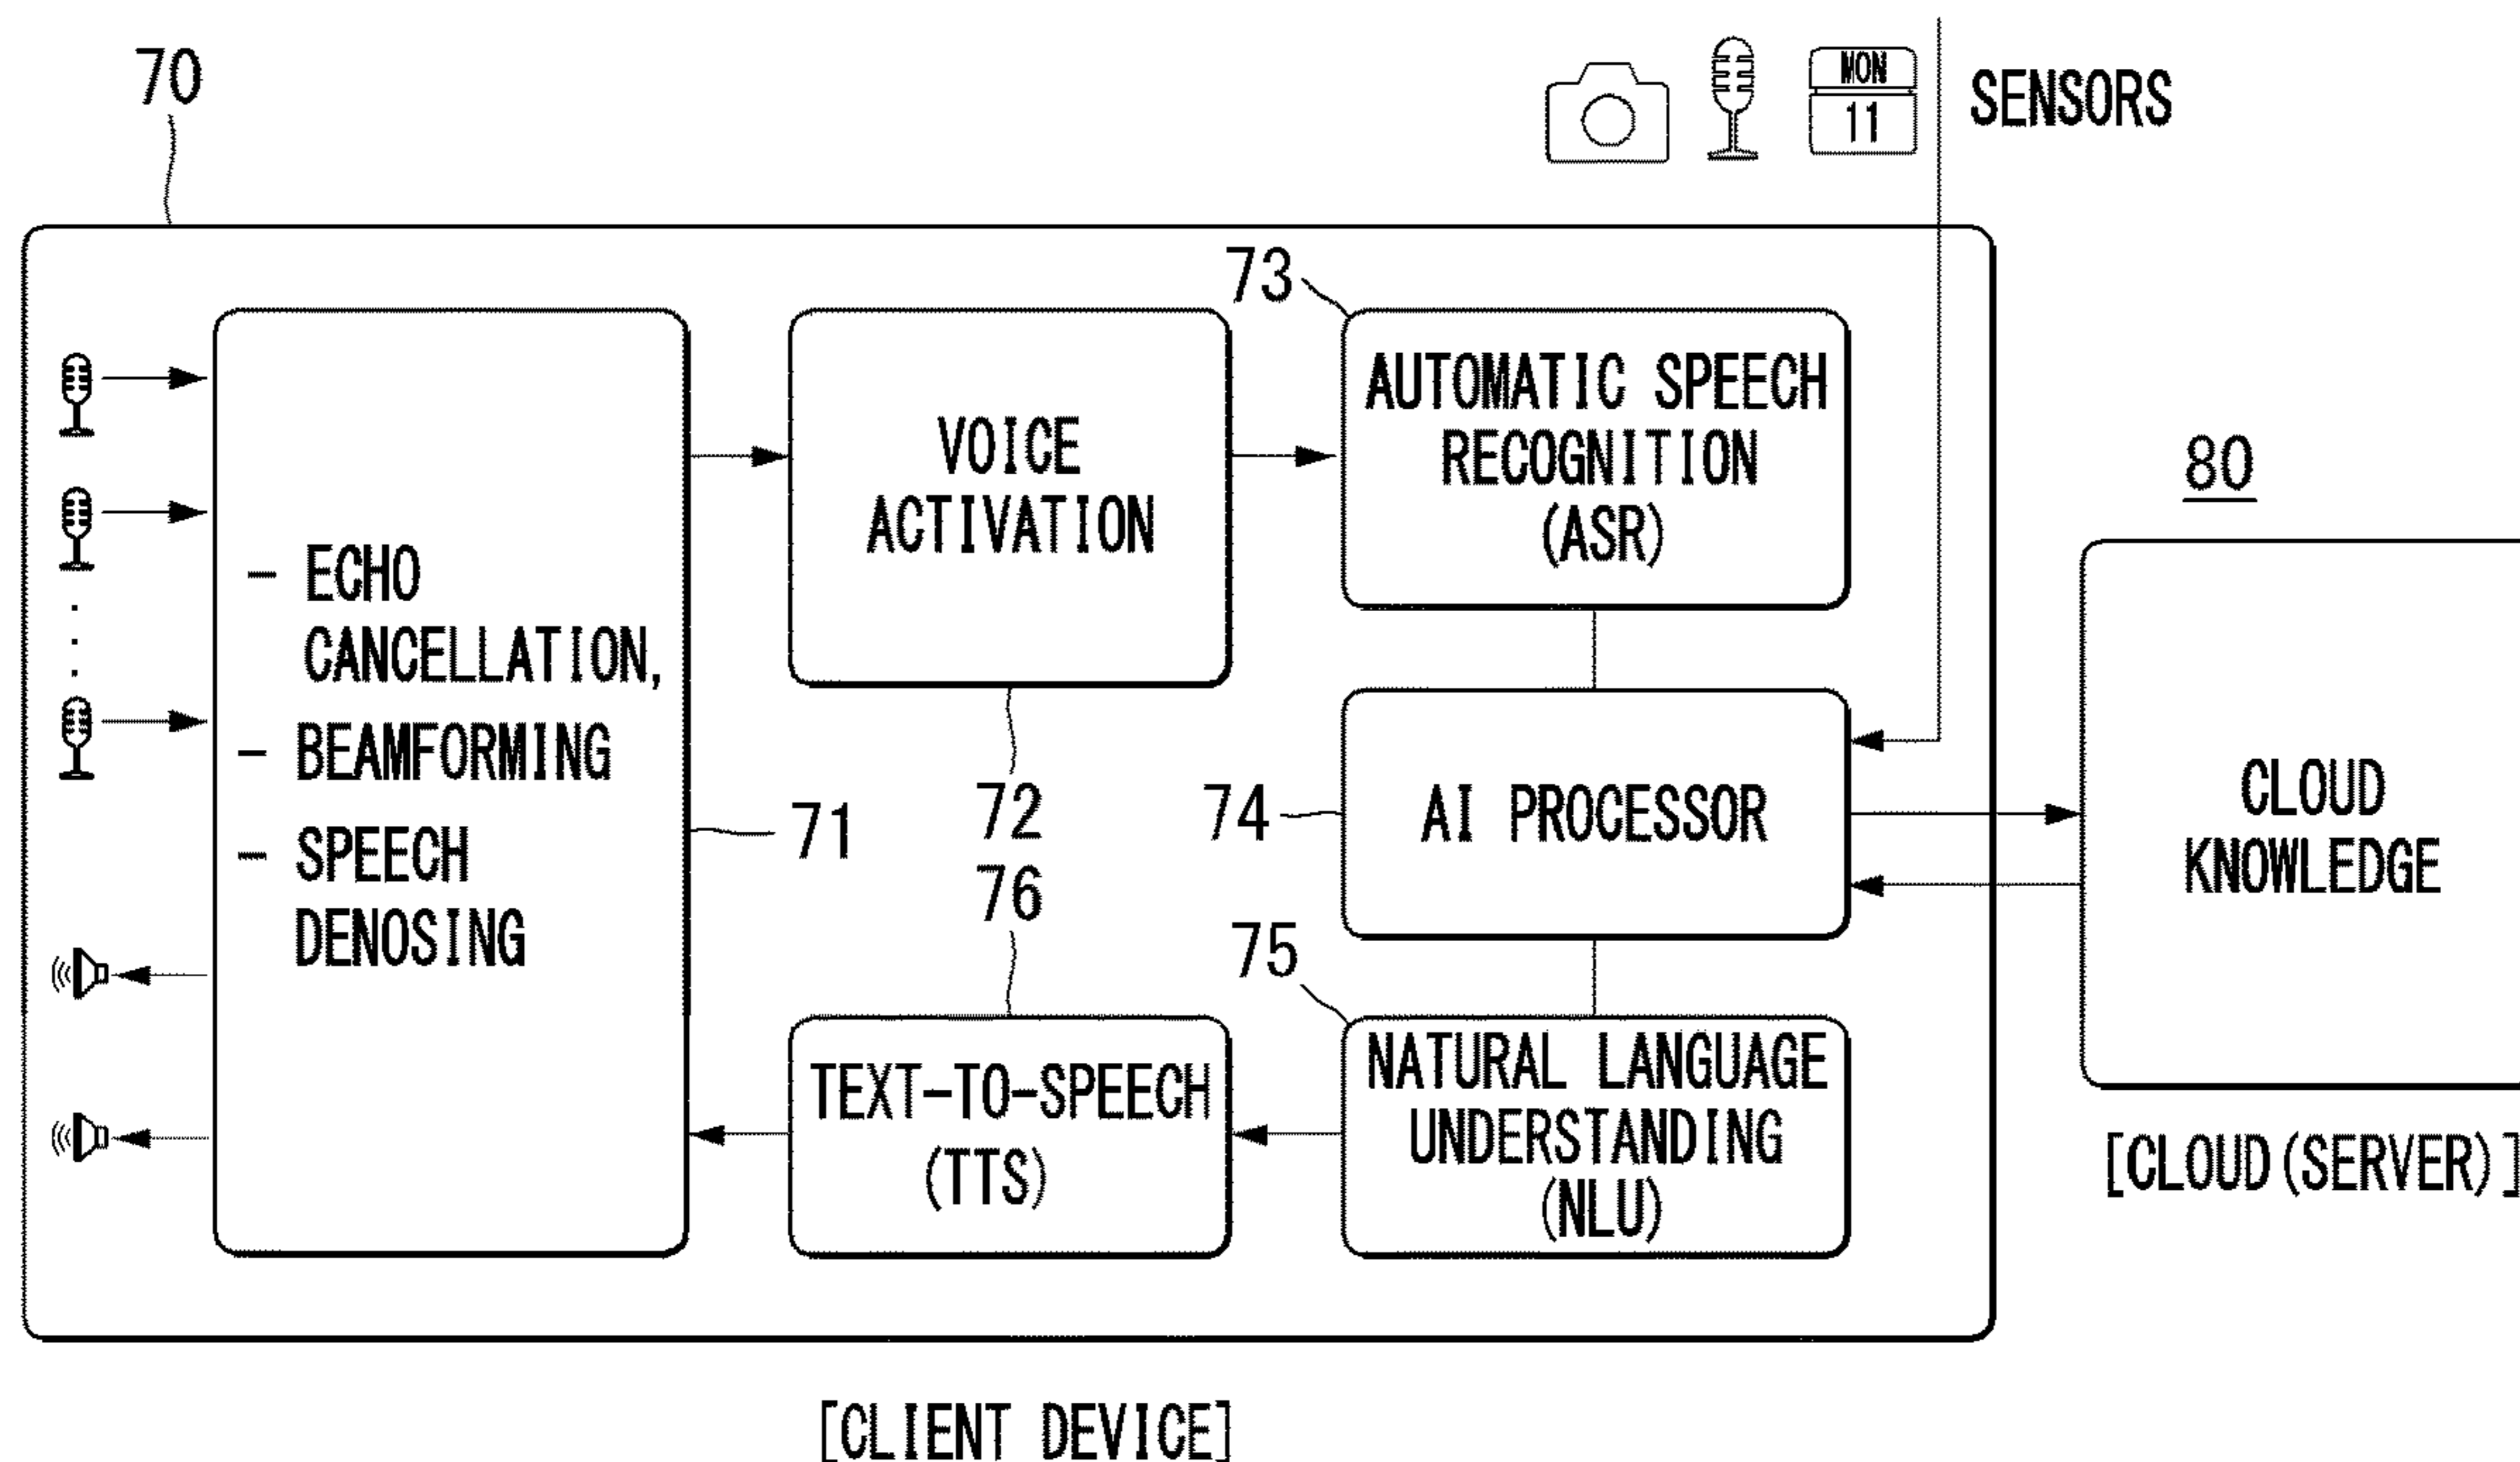 70
MON
11
SENSORS
73
- ECHO
CANCELLATION,
- BEAMFORMING
- SPEECH
DENOSING
71
VOICE
ACTIVATION
72
AUTOMATIC SPEECH
RECOGNITION
(ASR)
74
AI PROCESSOR
75
NATURAL LANGUAGE
UNDERSTANDING
(NLU)
76
TEXT-TO-SPEECH
(TTS)
80
CLOUD
KNOWLEDGE
[CLOUD(SERVER)]
[CLIENT DEVICE]